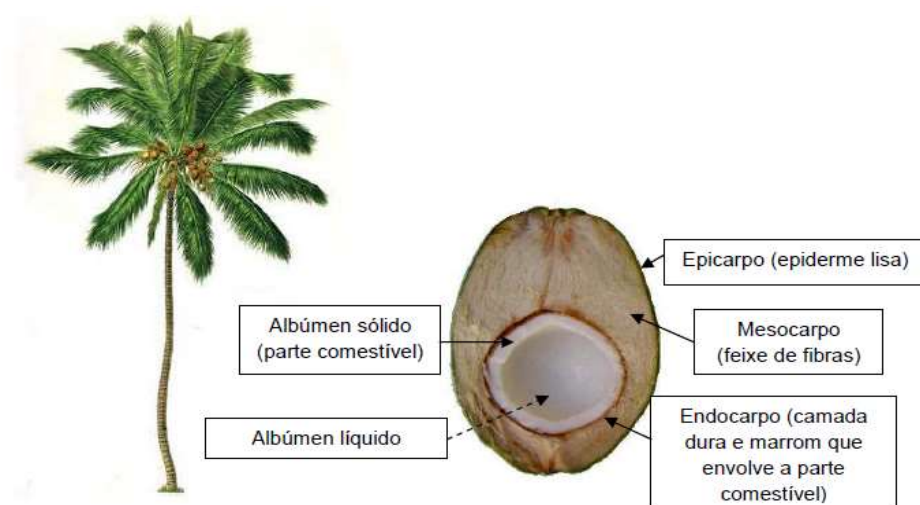 Epicarpo (epiderme lisa)
Albúmen sólido
(parte comestível)
Mesocarpo
(feixe de fibras)
Albúmen líquido
Endocarpo (camada
dura e marrom que
envolve a parte
comestível)